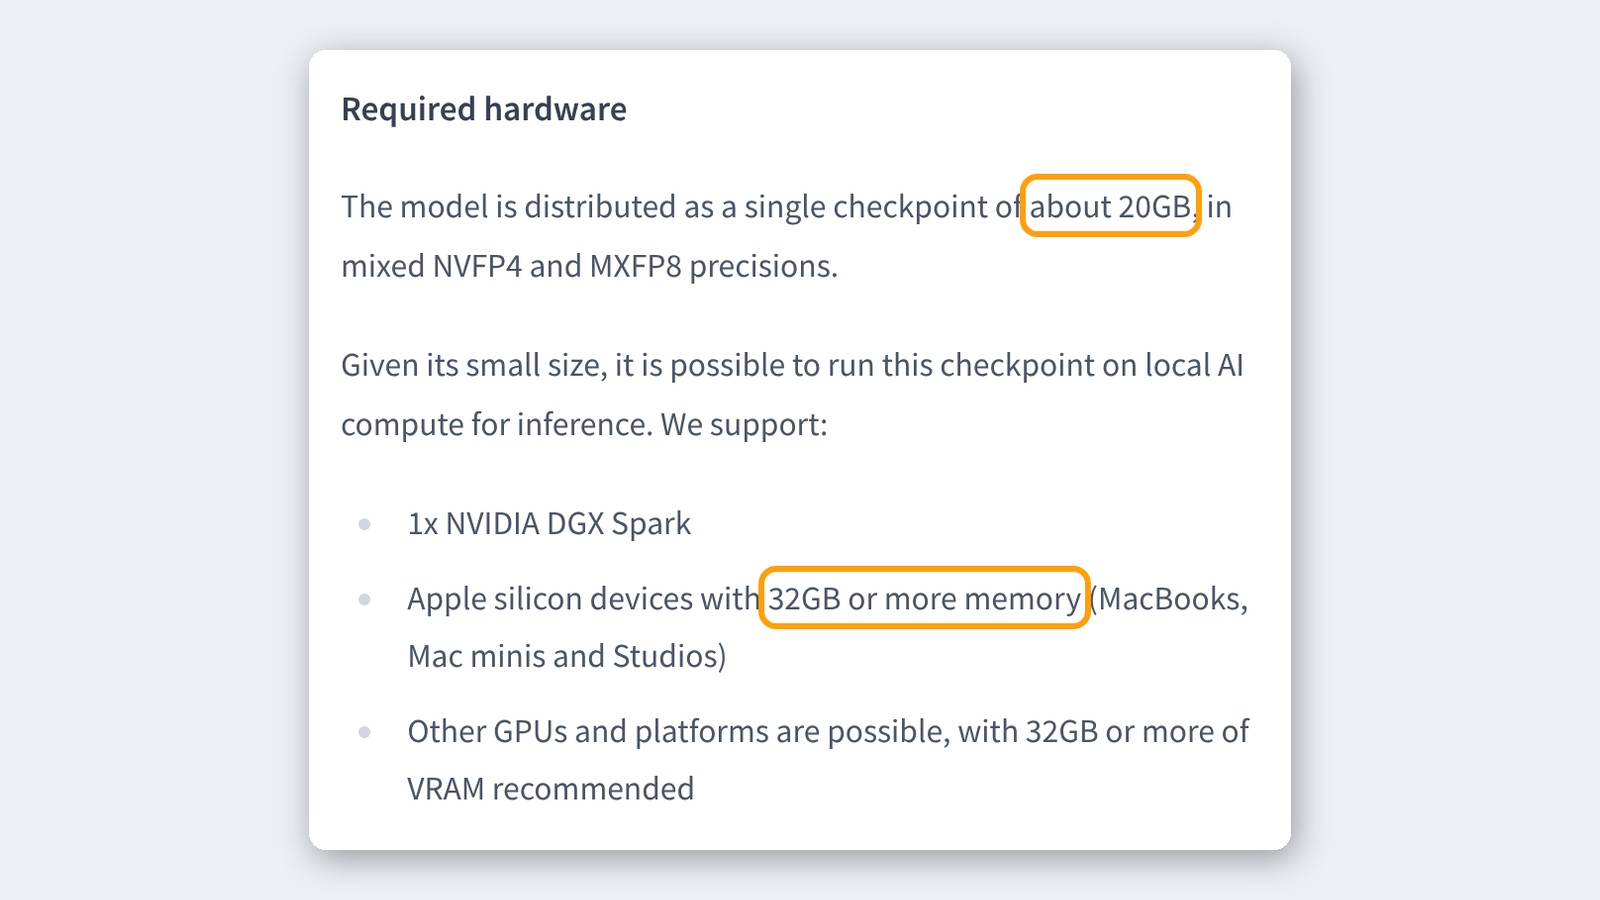 Required hardware
The model is distributed as a single checkpoint of about 20GB, in
mixed NVFP4 and MXFP8 precisions.
Given its small size, it is possible to run this checkpoint on local AI
compute for inference. We support:
1x NVIDIA DGX Spark
Apple silicon devices with 32GB or more memory (MacBooks,
Mac minis and Studios)
Other GPUs and platforms are possible, with 32GB or more of
VRAM recommended